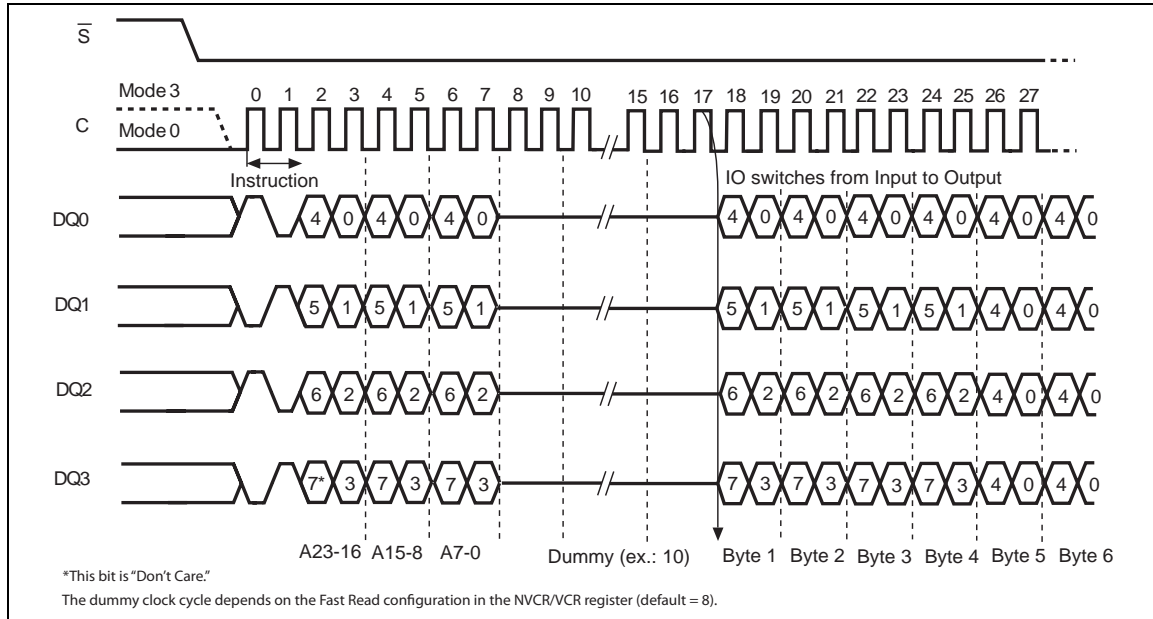 S
Mode 3
0 1 2 3 4 5 6 7 8 9 10 15 16 17 18 19 20 21 22 23 24 25 26 27
C
Mode 0
Instruction
IO switches from Input to Output
DQ0
4 0 4 0 4 0 4 0 4 0 4 0 4 0 4 0 4 0
DQ1
5 1 5 1 5 1 5 1 5 1 5 1 5 1 4 0 4 0
DQ2
6 2 6 2 6 2 6 2 6 2 6 2 6 2 4 0 4 0
DQ3
7* 3 7 3 7 3 7 3 7 3 7 3 7 3 4 0 4 0
A23-16 A15-8 A7-0 Dummy (ex.: 10) Byte 1 Byte 2 Byte 3 Byte 4 Byte 5 Byte 6
*This bit is “Don’t Care.”
The dummy clock cycle depends on the Fast Read configuration in the NVCR/VCR register (default = 8).